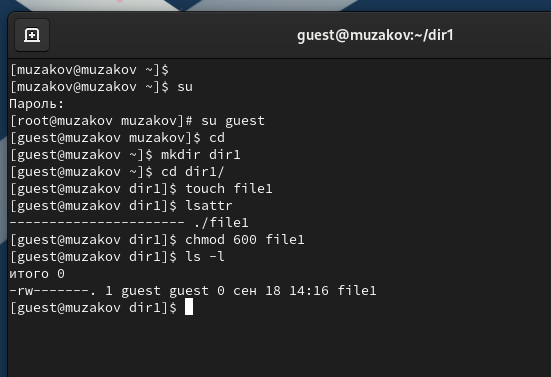 guest@muzakov:~/dir1
[muzakov@muzakov ~]$
[muzakov@muzakov ~]$ su
Пароль:
[root@muzakov muzakov]# su guest
[guest@muzakov muzakov]$ cd
[guest@muzakov ~]$ mkdir dir1
[guest@muzakov ~]$ cd dir1/
[guest@muzakov dir1]$ touch file1
[guest@muzakov dir1]$ lsattr
---------------------- ./file1
[guest@muzakov dir1]$ chmod 600 file1
[guest@muzakov dir1]$ ls -l
итого 0
-rw-------. 1 guest guest 0 сен 18 14:16 file1
[guest@muzakov dir1]$